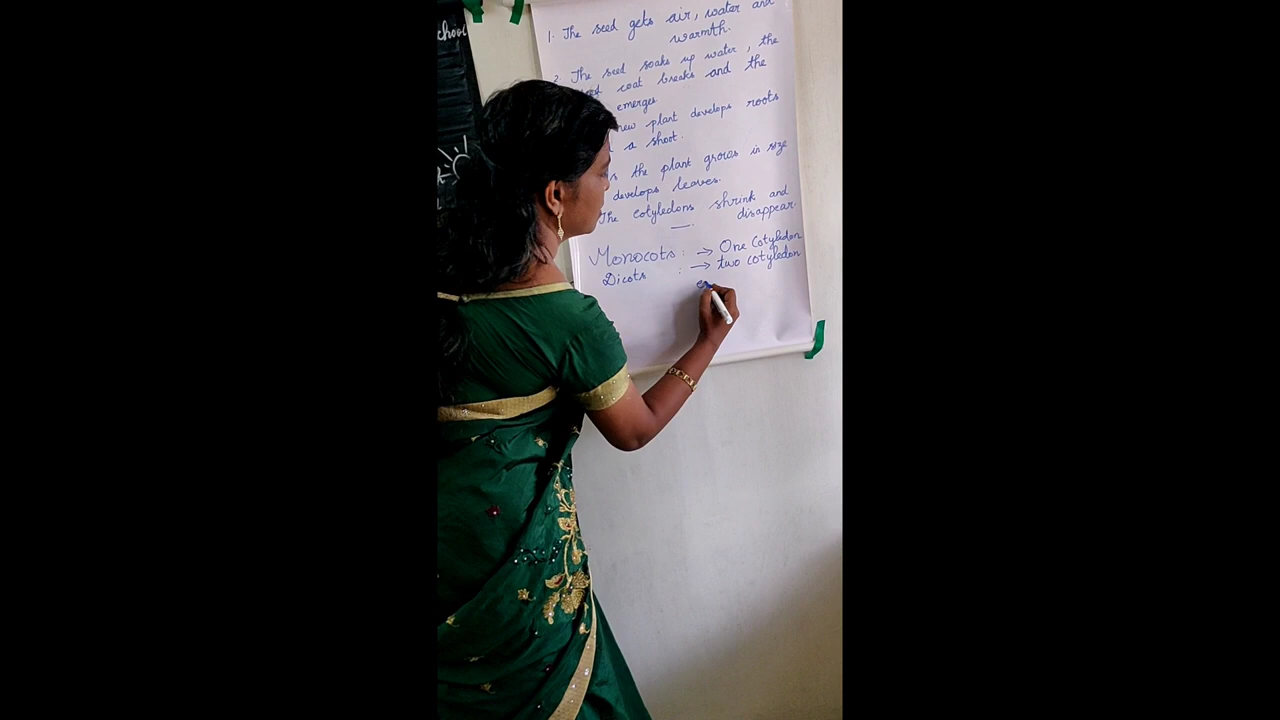 chool
1. The seed gets air, water and
warmth.
2. The seed soaks up water, the
coat breaks and the
emerges
new plant develops roots
a shoot.
s the plant grows in size
develops leaves.
The cotyledons shrink and
disappear.
Monocots : → One Cotyledon
Dicots : → two cotyledon